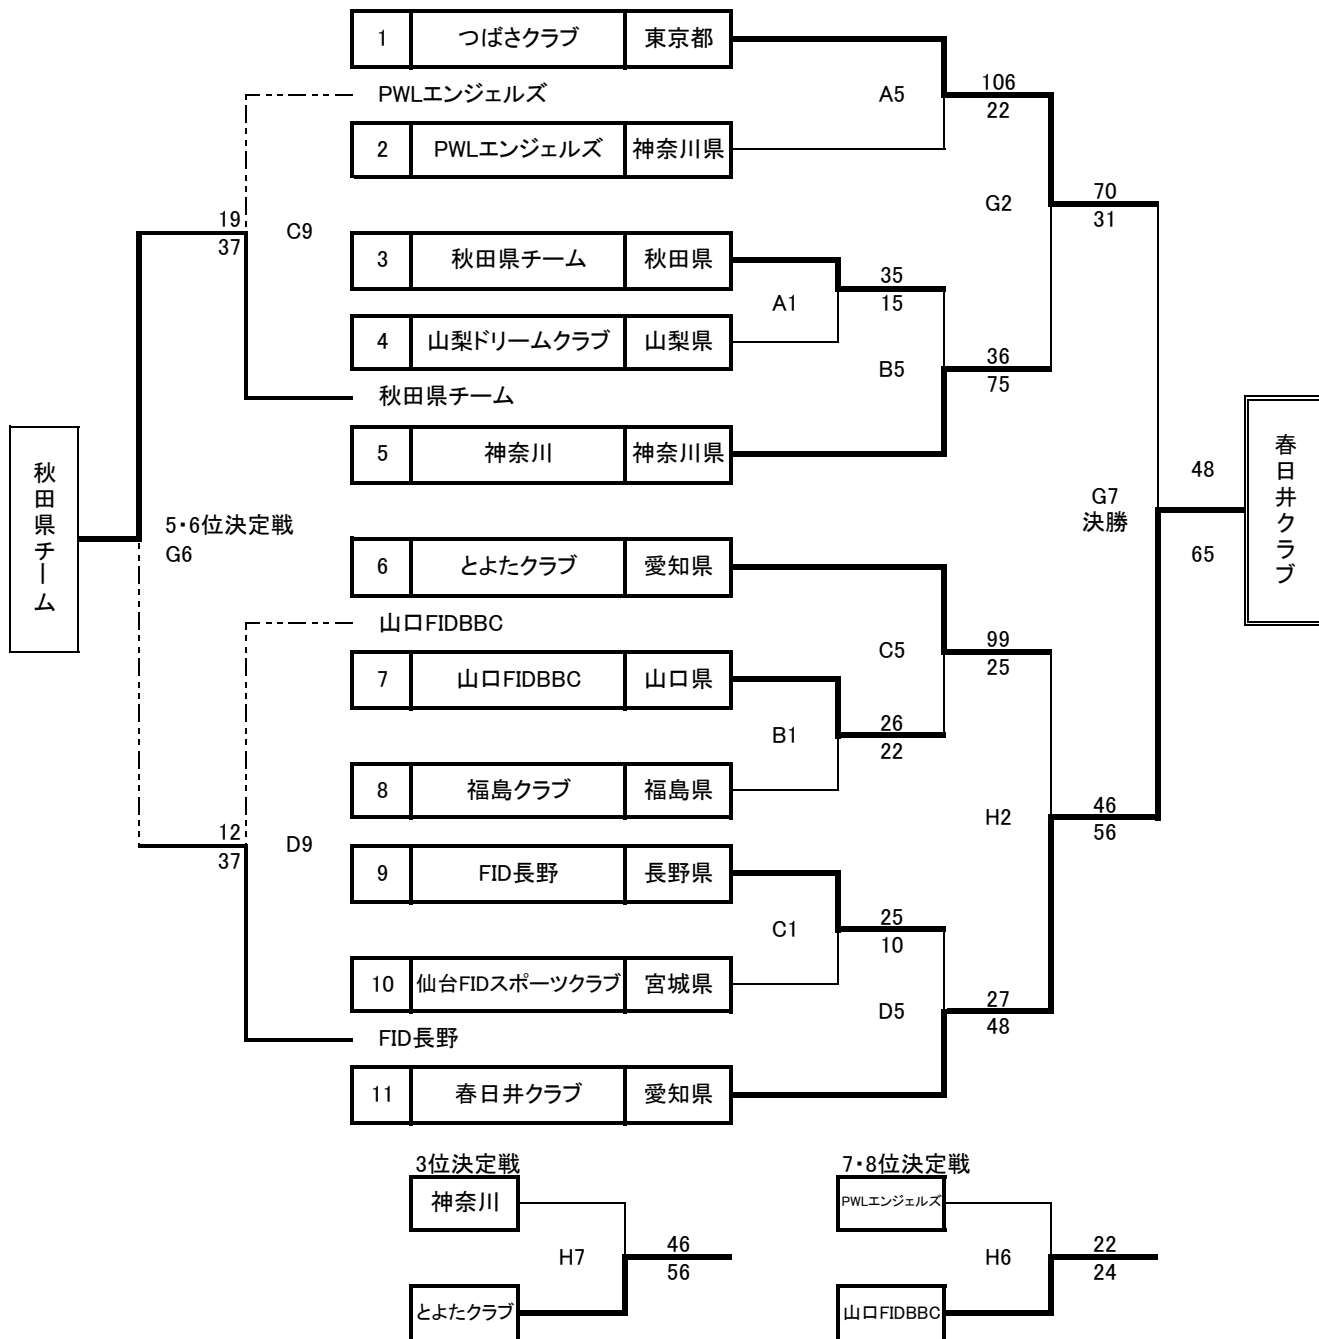 1 つばさクラブ 東京都
PWLエンジェルズ
A5
106
22
2 PWLエンジェルズ 神奈川県
70
31
G2
19
37
C9
3 秋田県チーム 秋田県
35
15
A1
4 山梨ドリームクラブ 山梨県
B5
36
75
秋田県チーム
5 神奈川 神奈川県
秋田県チーム
5・6位決定戦
G6
G7
決勝
48
65
春日井クラブ
6 とよたクラブ 愛知県
山口FIDBBC
C5
99
25
7 山口FIDBBC 山口県
B1
26
22
8 福島クラブ 福島県
H2
46
56
12
37
D9
9 FID長野 長野県
C1
25
10
10 仙台FIDスポーツクラブ 宮城県
D5
27
48
FID長野
11 春日井クラブ 愛知県
3位決定戦
神奈川
H7
46
56
とよたクラブ
7・8位決定戦
PWLエンジェルズ
H6
22
24
山口FIDBBC